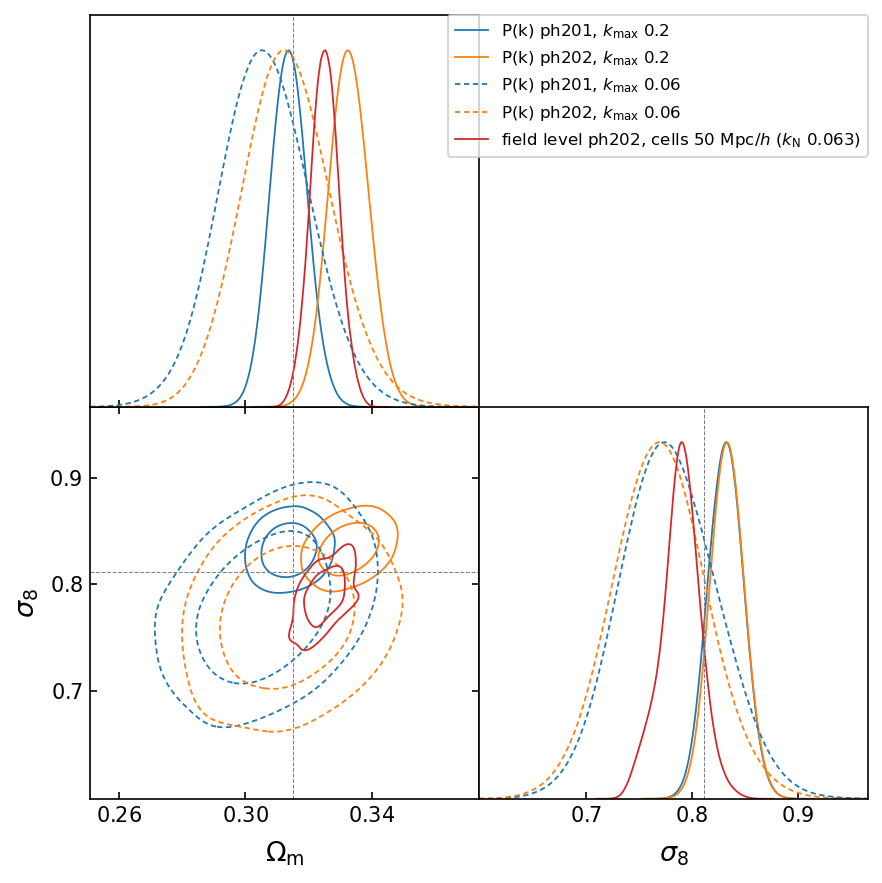 P(k) ph201, kmax 0.2
P(k) ph202, kmax 0.2
P(k) ph201, kmax 0.06
P(k) ph202, kmax 0.06
field level ph202, cells 50 Mpc/h (kN 0.063)
0.9
0.8
0.7
σ8
0.26 0.30 0.34
0.7 0.8 0.9
Ωm
σ8